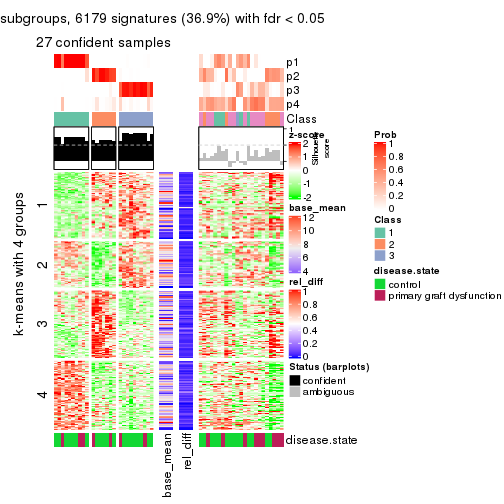 subgroups, 6179 signatures (36.9%) with fdr < 0.05
27 confident samples
p1
p2
p3
p4
Class
z-score
2
1
0
-1
-2
Silhouette
score
1
base_mean
12
10
8
6
4
rel_diff
1
0.8
0.6
0.4
0.2
0
Status (barplots)
confident
ambiguous
Prob
1
0.8
0.6
0.4
0.2
0
Class
1
2
3
disease.state
control
primary graft dysfunction
k-means with 4 groups
1
2
3
4
disease.state
base_mean
rel_diff